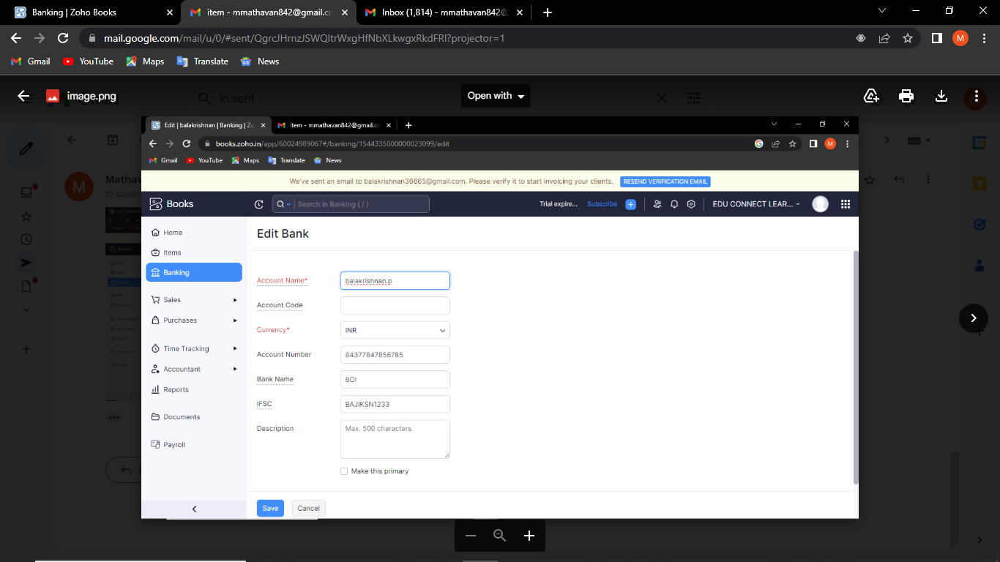 Banking | Zoho Books
item - mmathavan842@gmail.co
Inbox (1,814) - mmathavan842@
mail.google.com/mail/u/0/#sent/QgrcJHrnzJSWQltrWxgHfNbXLkwgxRkdFRl?projector=1
M
Gmail
YouTube
Maps
Translate
News
image.png
in:sent
Open with
Edit | balakrishnan | Banking | Zo
item - mmathavan842@gmail.co
books.zoho.in/app/60024989067#/banking/1544335000000023099/edit
M
Gmail
YouTube
Maps
Translate
News
M
Mathav
to balakr
We've sent an email to balakrishnan36665@gmail.com. Please verify it to start invoicing your clients.
RESEND VERIFICATION EMAIL
Books
Search in Banking ( / )
Trial expire...
Subscribe
EDU CONNECT LEAR...
Home
Items
Banking
Sales
Purchases
Time Tracking
Accountant
Reports
Documents
Payroll
Edit Bank
Account Name*
balakrishnan.p
Account Code
Currency*
INR
Account Number
84377847856785
Bank Name
BOI
IFSC
BAJIKSN1233
Description
Max. 500 characters
Make this primary
Save
Cancel